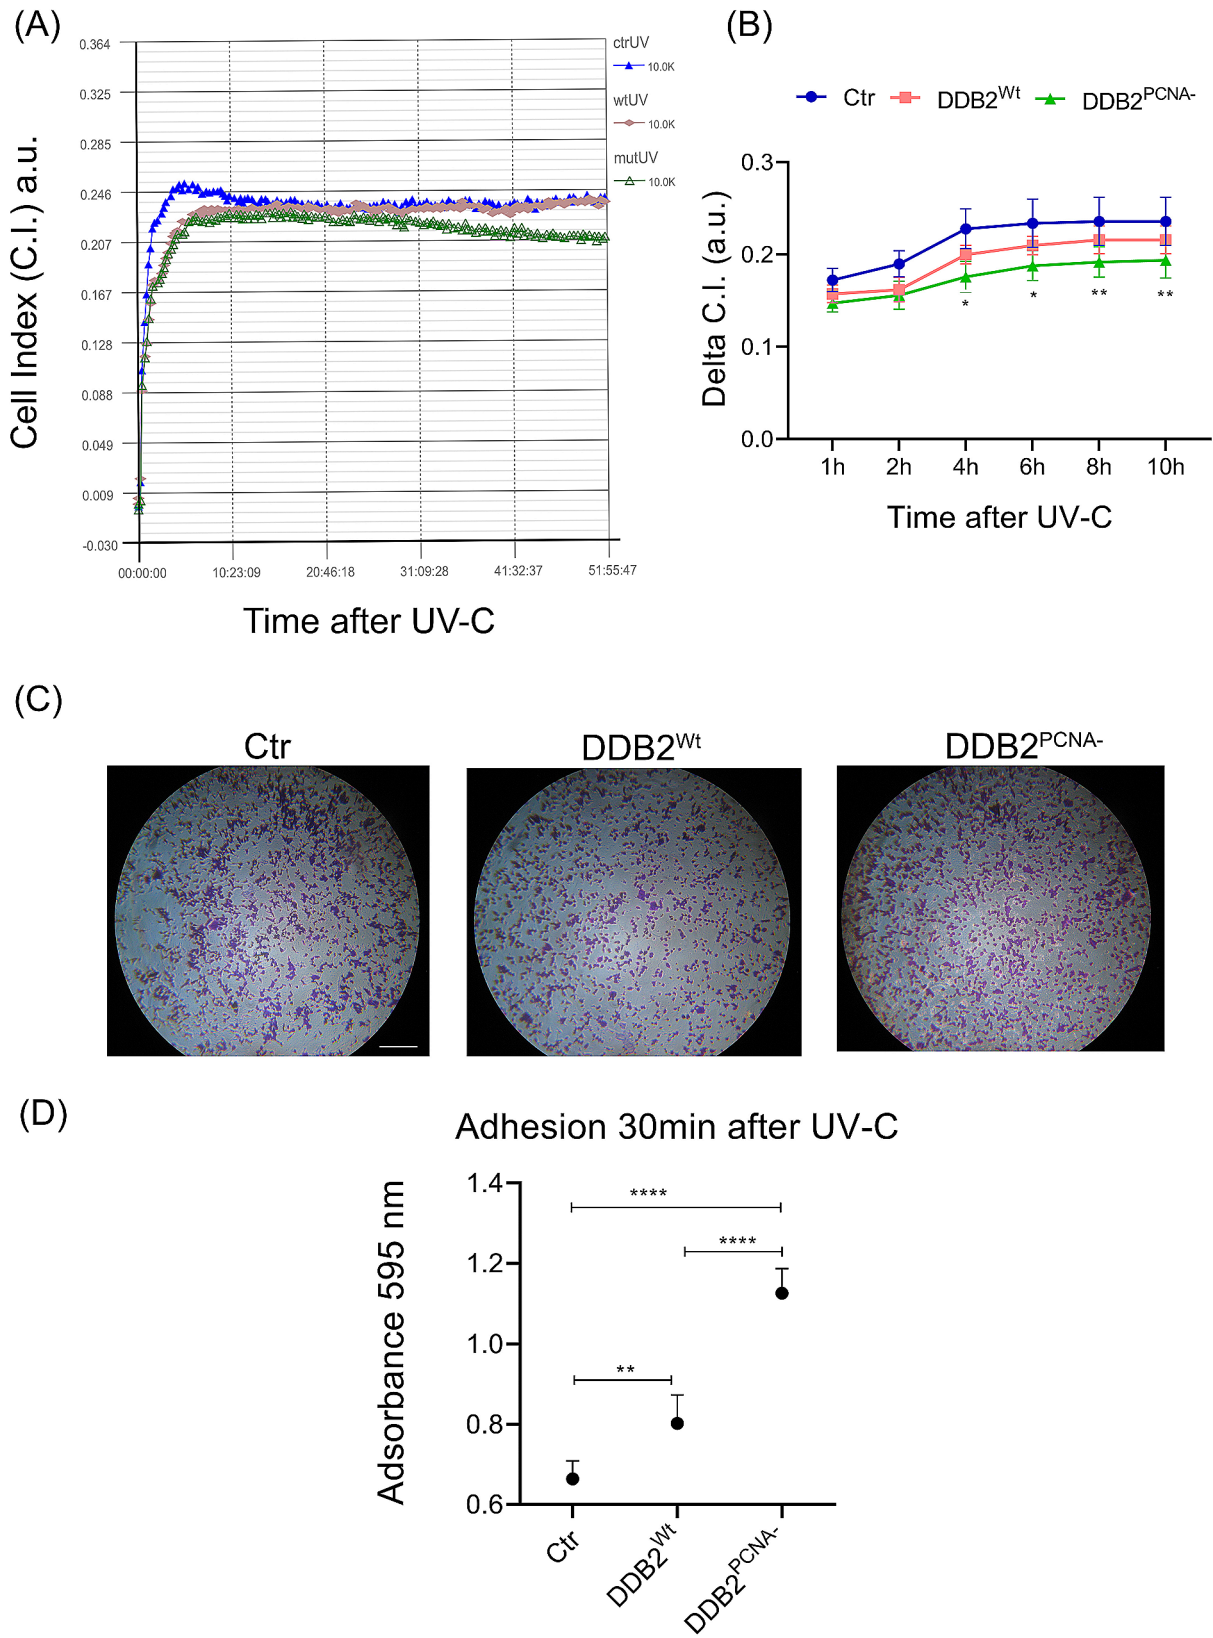 (A)
Cell Index (C.I.) a.u.
0.364
0.325
0.285
0.246
0.207
0.167
0.128
0.088
0.049
0.009
-0.030
00:00:00 10:23:09 20:46:18 31:09:28 41:32:37 51:55:47
Time after UV-C
ctrUV
10.0K
wtUV
10.0K
mutUV
10.0K
(B)
Ctr DDB2Wt DDB2PCNA-
Delta C.I. (a.u.)
0.3
0.2
0.1
0.0
* * ** **
1h 2h 4h 6h 8h 10h
Time after UV-C
(C)
Ctr DDB2Wt DDB2PCNA-
(D)
Adhesion 30min after UV-C
Adsorbance 595 nm
1.4
1.2
1.0
0.8
0.6
****
****
**
Ctr
DDB2Wt
DDB2PCNA-